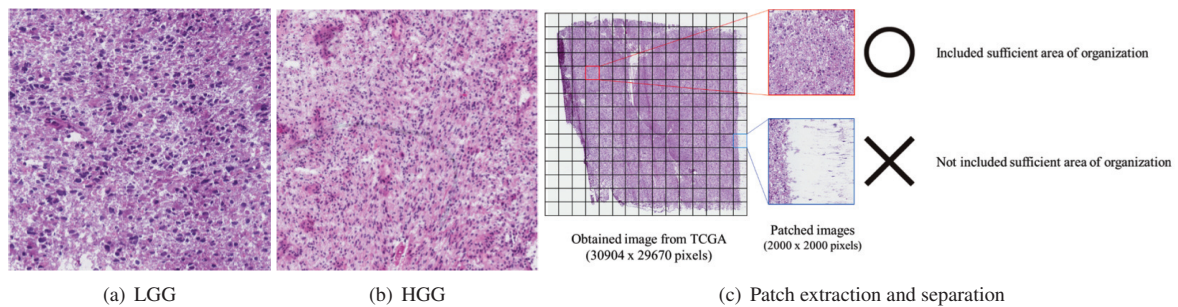 Included sufficient area of organization
Not included sufficient area of organization
Obtained image from TCGA
(30904 x 29670 pixels)
Patched images
(2000 x 2000 pixels)
(a) LGG
(b) HGG
(c) Patch extraction and separation